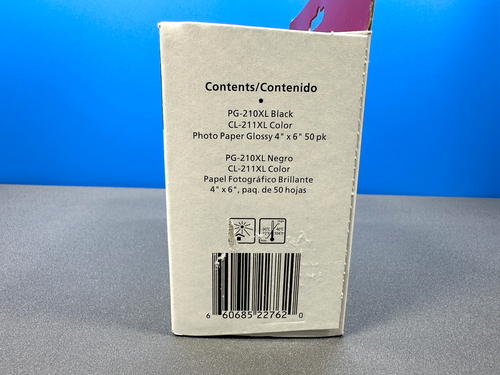 Contents/Contenido
•
PG-210XL Black
CL-211XL Color
Photo Paper Glossy 4" x 6" 50 pk
PG-210XL Negro
CL-211XL Color
Papel Fotográfico Brillante
4" x 6", paq. de 50 hojas
6 60685 22762 0